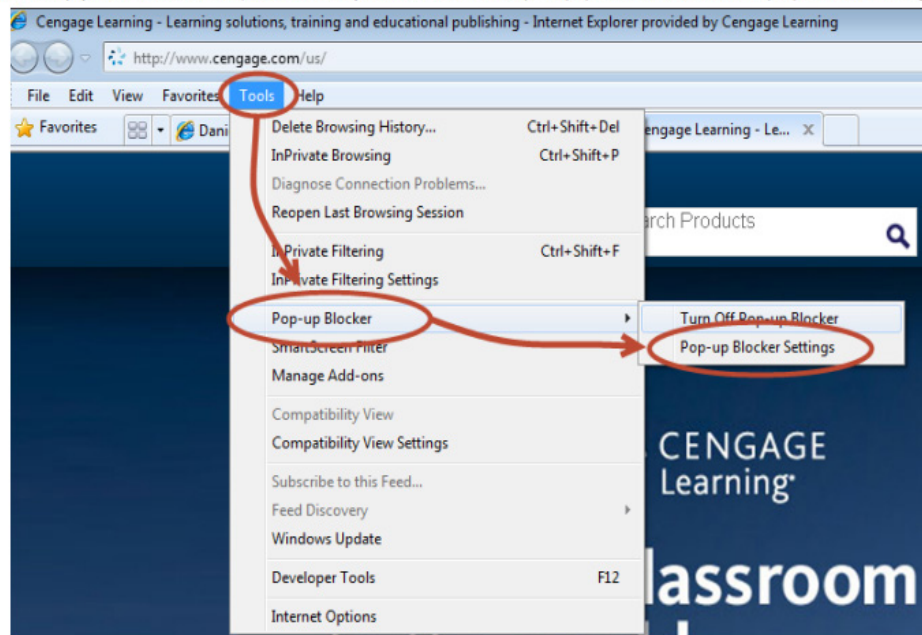 Cengage Learning - Learning solutions, training and educational publishing - Internet Explorer provided by Cengage Learning
http://www.cengage.com/us/
File Edit View Favorites Tools Help
Favorites Dani engage Learning - Le... X
Delete Browsing History... Ctrl+Shift+Del
InPrivate Browsing Ctrl+Shift+P
Diagnose Connection Problems...
Reopen Last Browsing Session
arch Products
InPrivate Filtering Ctrl+Shift+F
InPrivate Filtering Settings
Pop-up Blocker
Turn Off Pop-up Blocker
SmartScreen Filter
Pop-up Blocker Settings
Manage Add-ons
Compatibility View
Compatibility View Settings
CENGAGE
Learning
Subscribe to this Feed...
Feed Discovery
Windows Update
Developer Tools F12
lassroom
Internet Options